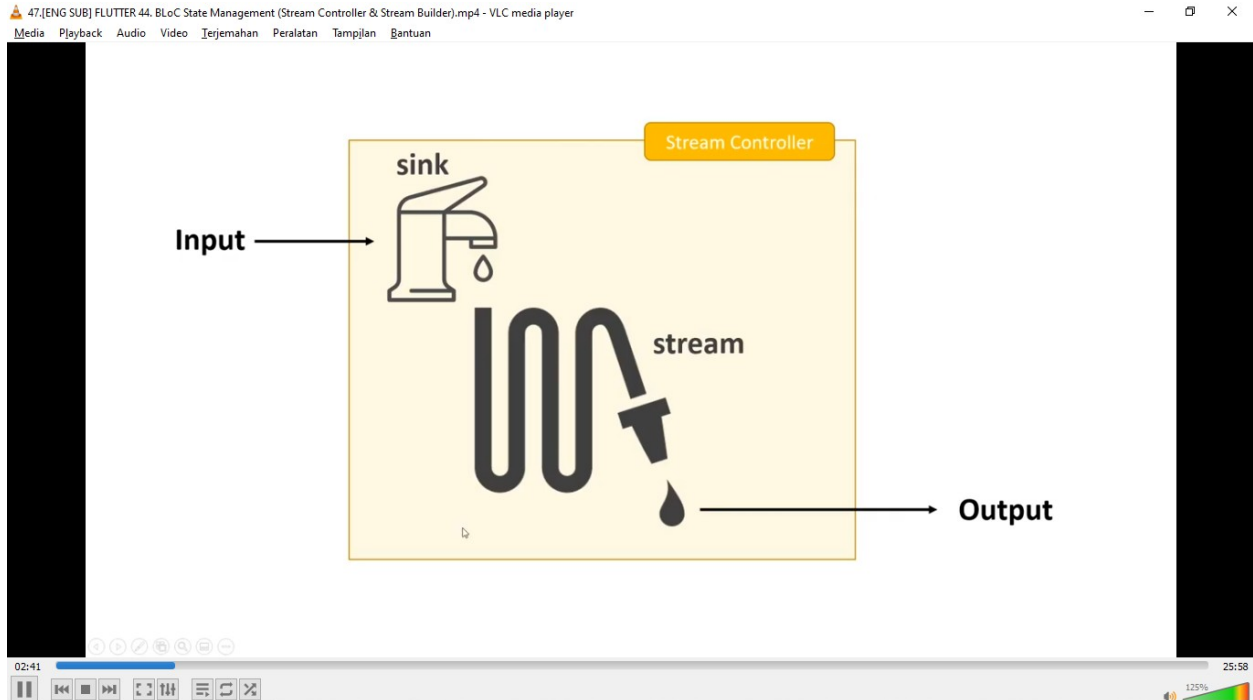 47.[ENG SUB] FLUTTER 44. BLoC State Management (Stream Controller & Stream Builder).mp4 - VLC media player
Media Playback Audio Video Terjemahan Peralatan Tampilan Bantuan
Stream Controller
sink
Input
stream
Output
02:41
25:58
125%